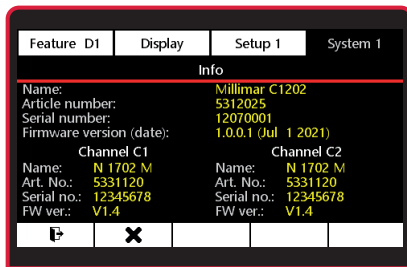 Feature D1 Display Setup 1 System 1
Info
Name: Millimar C1202
Article number: 5312025
Serial number: 12070001
Firmware version (date): 1.0.0.1 (Jul 1 2021)
Channel C1 Channel C2
Name: N 1702 M Name: N 1702 M
Art. No.: 5331120 Art. No.: 5331120
Serial no.: 12345678 Serial no.: 12345678
FW ver.: V1.4 FW ver.: V1.4